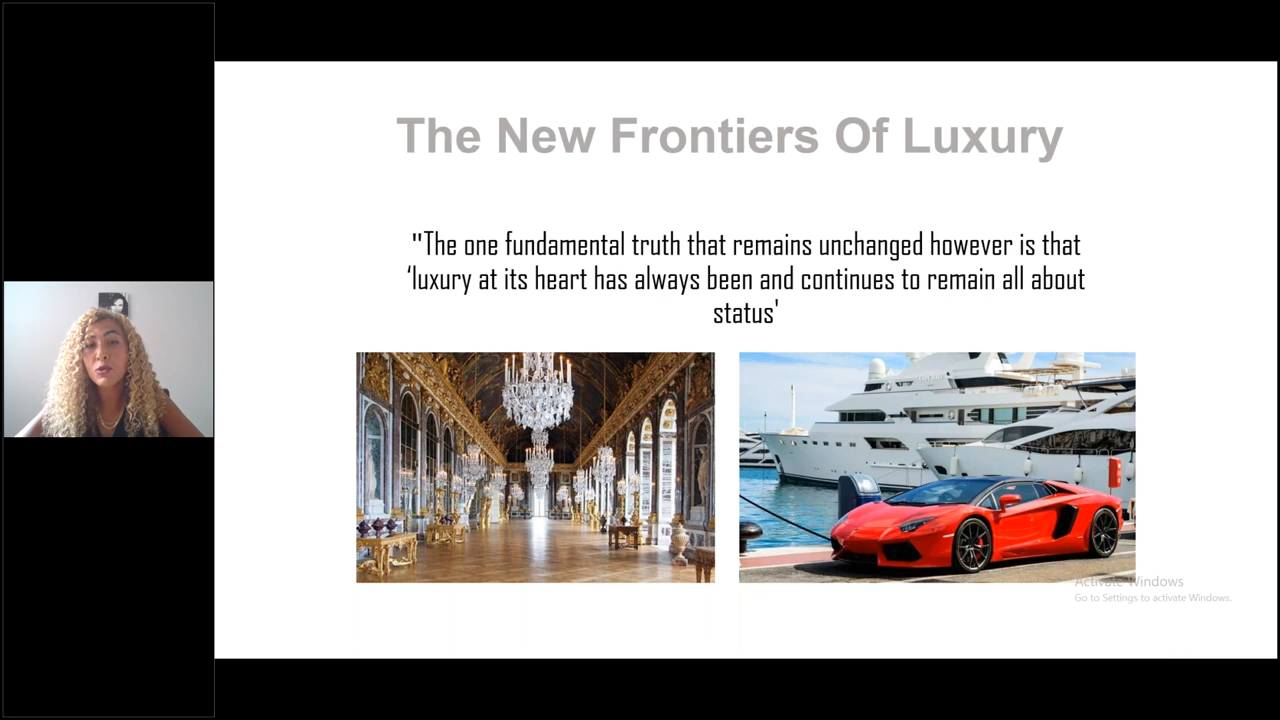 The New Frontiers Of Luxury
"The one fundamental truth that remains unchanged however is that
‘luxury at its heart has always been and continues to remain all about
status'
Activate Windows
Go to Settings to activate Windows.